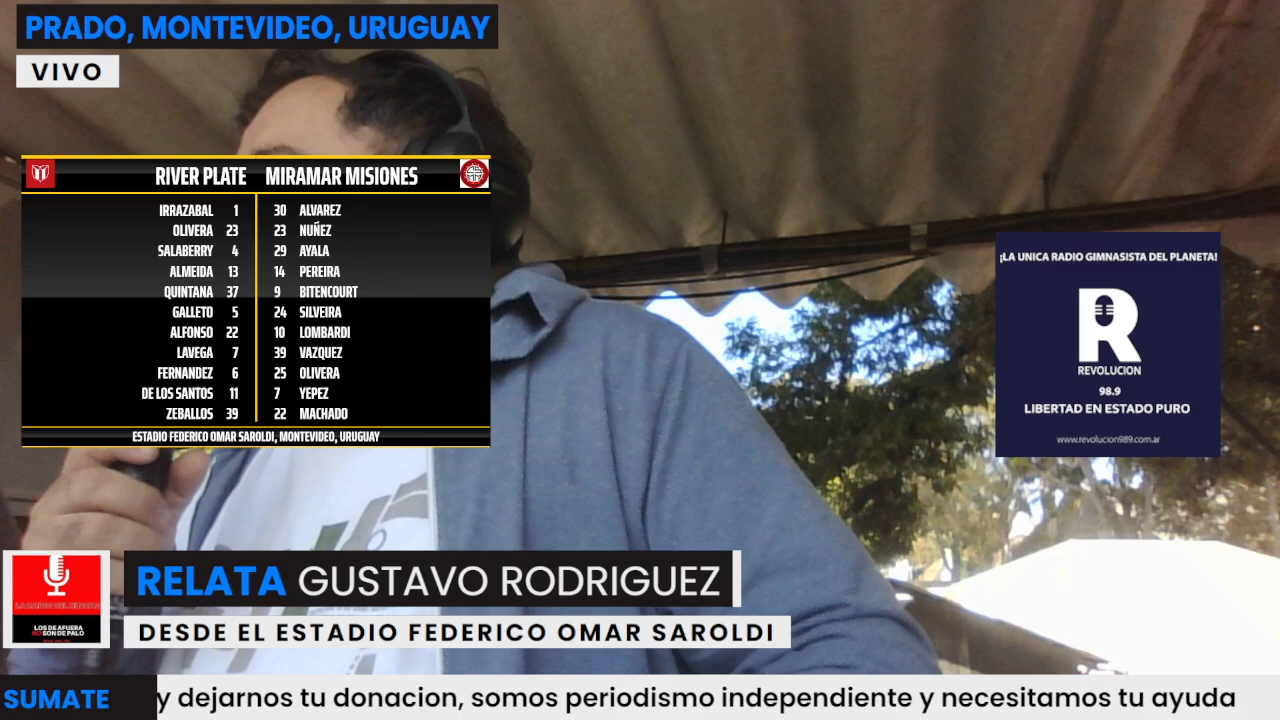 PRADO, MONTEVIDEO, URUGUAY
VIVO
RIVER PLATE MIRAMAR MISIONES
IRRAZABAL 1 30 ALVAREZ
OLIVERA 23 23 NUÑEZ
SALABERRY 4 29 AYALA
ALMEIDA 13 14 PEREIRA
QUINTANA 37 9 BITENCOURT
GALLETO 5 24 SILVEIRA
ALFONSO 22 10 LOMBARDI
LAVEGA 7 39 VAZQUEZ
FERNANDEZ 6 25 OLIVERA
DE LOS SANTOS 11 7 YEPEZ
ZEBALLOS 39 22 MACHADO
ESTADIO FEDERICO OMAR SAROLDI, MONTEVIDEO, URUGUAY
¡LA UNICA RADIO GIMNASISTA DEL PLANETA!
R
REVOLUCION
98.9
LIBERTAD EN ESTADO PURO
www.revolucion989.com.ar
LOS DE AFUERA
NO SON DE PALO
RELATA GUSTAVO RODRIGUEZ
DESDE EL ESTADIO FEDERICO OMAR SAROLDI
SUMATE y dejarnos tu donacion, somos periodismo independiente y necesitamos tu ayuda